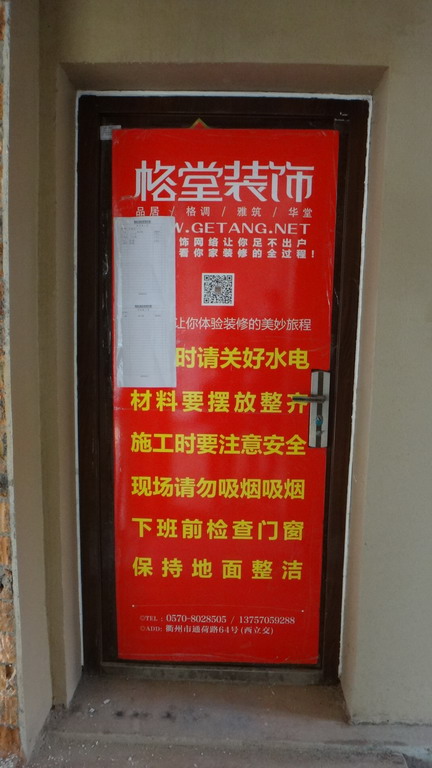 格堂装饰
品居 / 格调 / 雅筑 / 华堂
W.GETANG.NET
饰网络让你足不出户
看你家装修的全过程！
让你体验装修的美妙旅程
时请关好水电
材料要摆放整齐
施工时要注意安全
现场请勿吸烟吸烟
下班前检查门窗
保持地面整洁
TEL : 0570-8028505 / 13757059288
ADD: 衢州市通荷路64号(西立交)